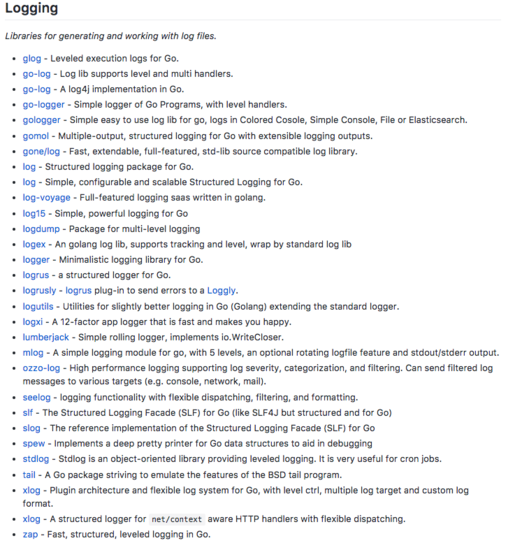 Logging
Libraries for generating and working with log files.
• glog - Leveled execution logs for Go.
• go-log - Log lib supports level and multi handlers.
• go-log - A log4j implementation in Go.
• go-logger - Simple logger of Go Programs, with level handlers.
• gologger - Simple easy to use log lib for go, logs in Colored Cosole, Simple Console, File or Elasticsearch.
• gomol - Multiple-output, structured logging for Go with extensible logging outputs.
• gone/log - Fast, extendable, full-featured, std-lib source compatible log library.
• log - Structured logging package for Go.
• log - Simple, configurable and scalable Structured Logging for Go.
• log-voyage - Full-featured logging saas written in golang.
• log15 - Simple, powerful logging for Go
• logdump - Package for multi-level logging
• logex - An golang log lib, supports tracking and level, wrap by standard log lib
• logger - Minimalistic logging library for Go.
• logrus - a structured logger for Go.
• logrusly - logrus plug-in to send errors to a Loggly.
• logutils - Utilities for slightly better logging in Go (Golang) extending the standard logger.
• logxi - A 12-factor app logger that is fast and makes you happy.
• lumberjack - Simple rolling logger, implements io.WriteCloser.
• mlog - A simple logging module for go, with 5 levels, an optional rotating logfile feature and stdout/stderr output.
• ozzo-log - High performance logging supporting log severity, categorization, and filtering. Can send filtered log
messages to various targets (e.g. console, network, mail).
• seelog - logging functionality with flexible dispatching, filtering, and formatting.
• slf - The Structured Logging Facade (SLF) for Go (like SLF4J but structured and for Go)
• slog - The reference implementation of the Structured Logging Facade (SLF) for Go
• spew - Implements a deep pretty printer for Go data structures to aid in debugging
• stdlog - Stdlog is an object-oriented library providing leveled logging. It is very useful for cron jobs.
• tail - A Go package striving to emulate the features of the BSD tail program.
• xlog - Plugin architecture and flexible log system for Go, with level ctrl, multiple log target and custom log
format.
• xlog - A structured logger for net/context aware HTTP handlers with flexible dispatching.
• zap - Fast, structured, leveled logging in Go.